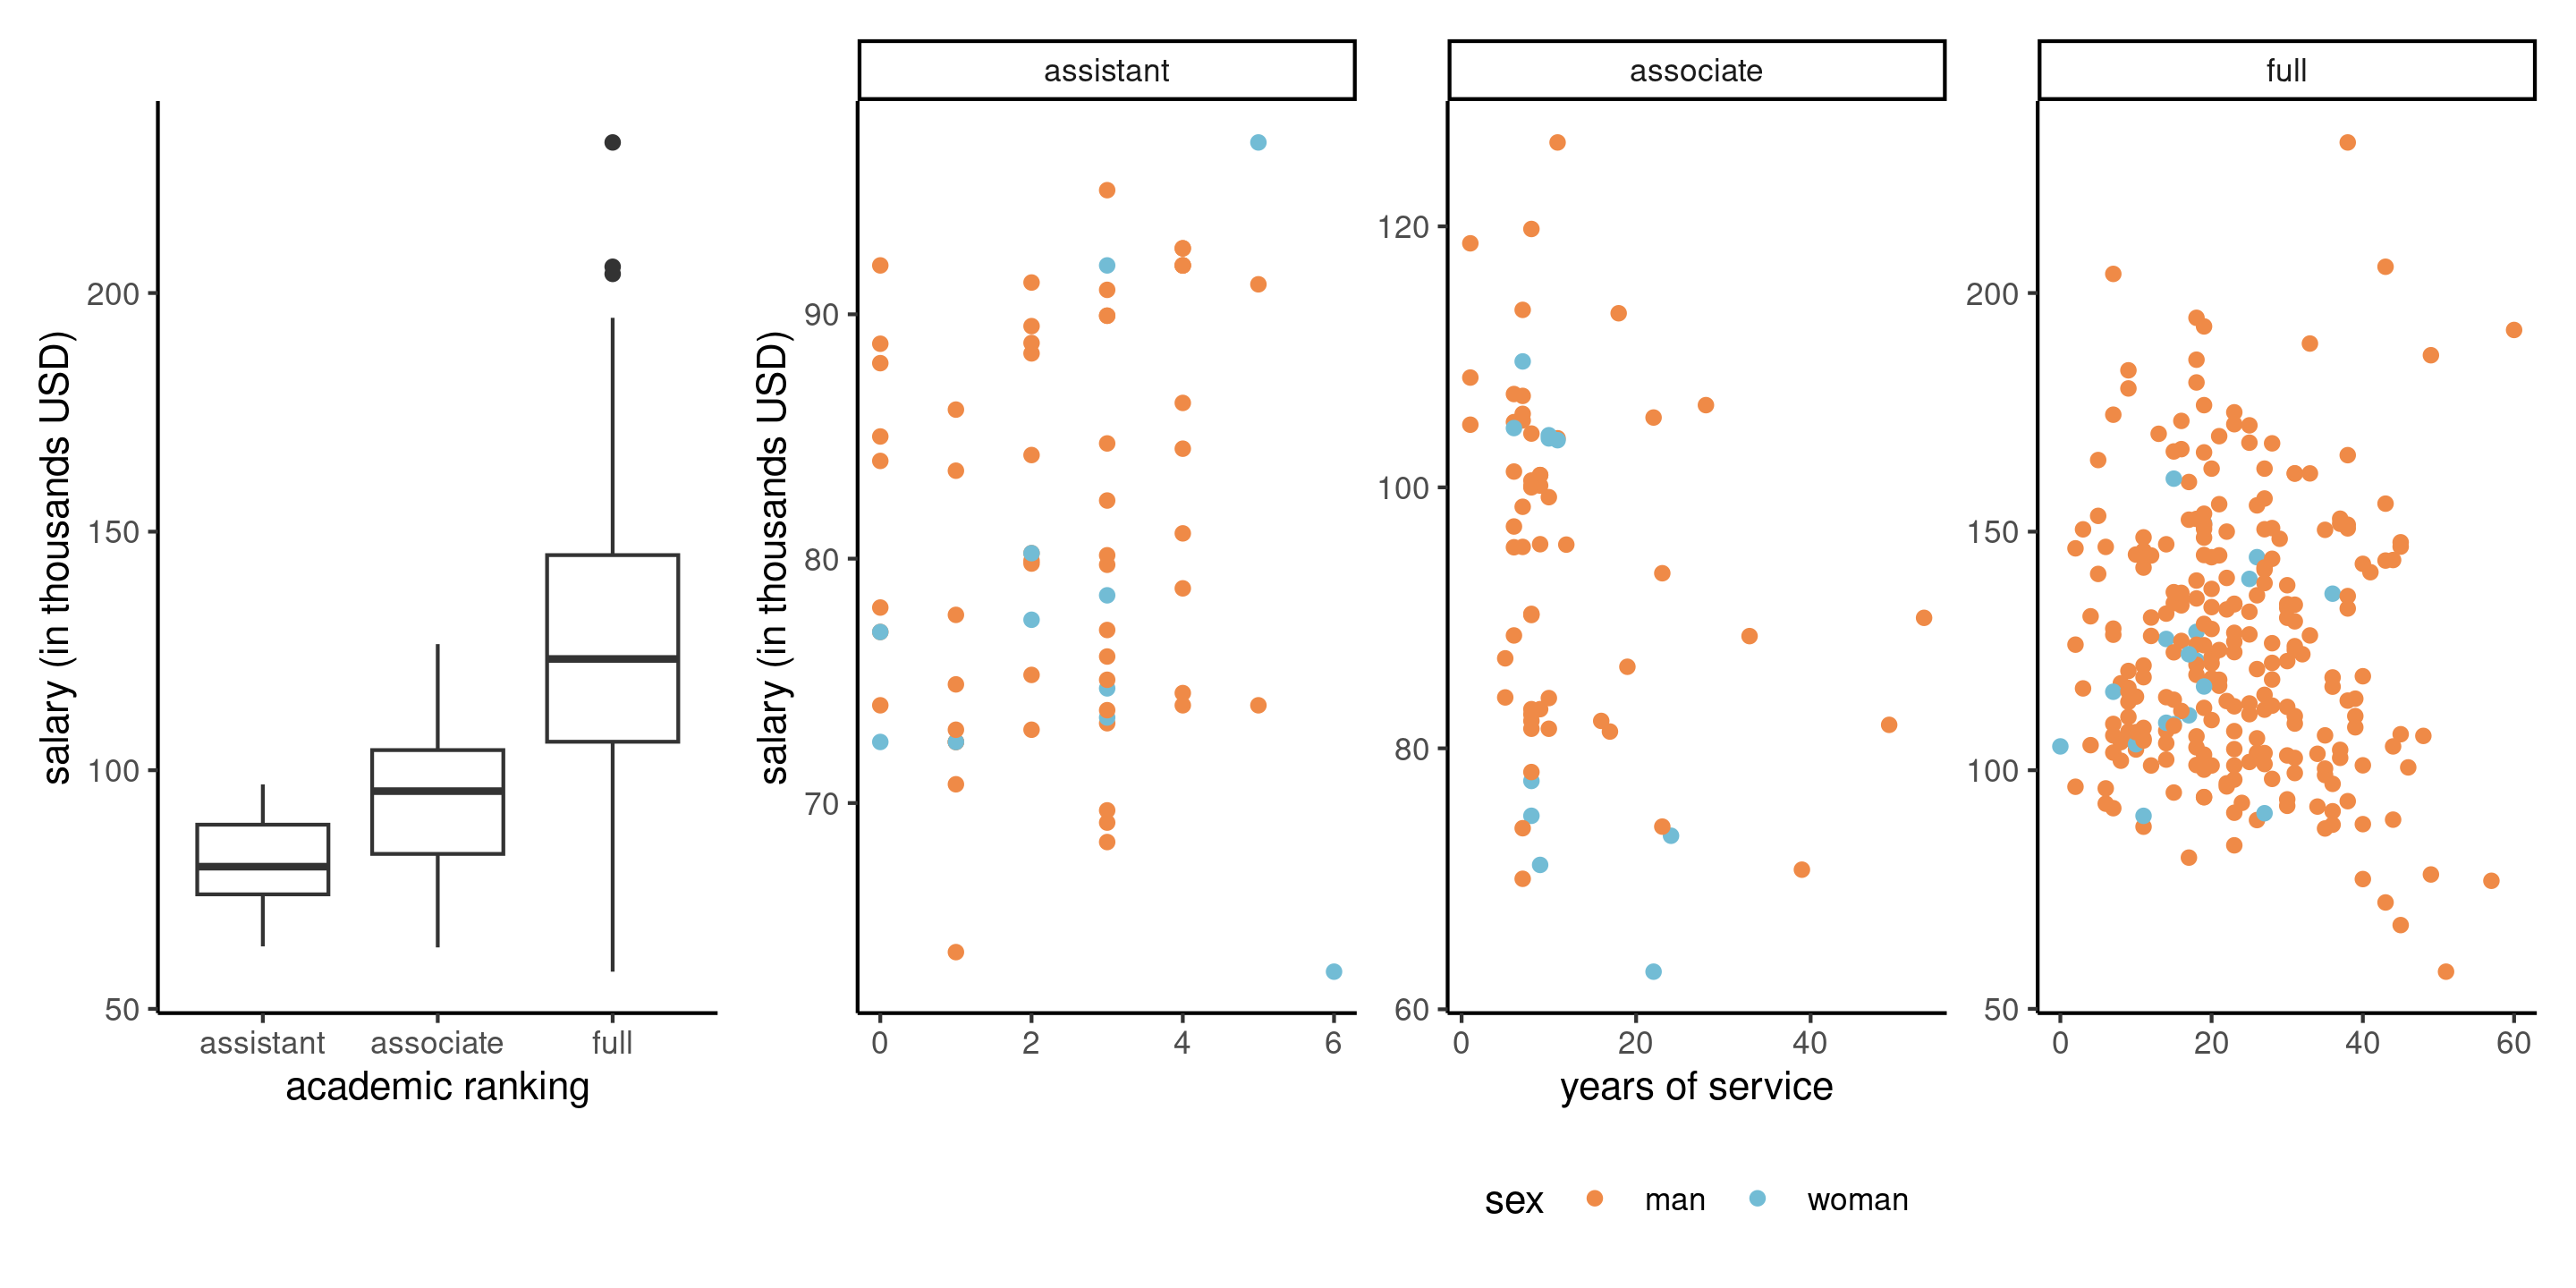 salary (in thousands USD)
200
150
100
50
assistant associate full
academic ranking
salary (in thousands USD)
assistant
90
80
70
0 2 4 6
associate
120
100
80
60
0 20 40
full
200
150
100
50
0 20 40 60
years of service
sex man woman